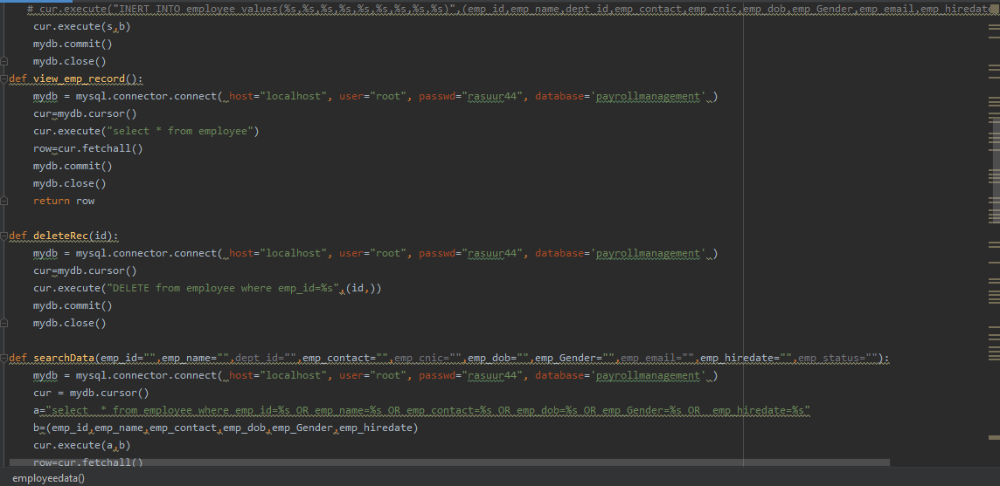 # cur.execute("INERT INTO employee values(%s,%s,%s,%s,%s,%s,%s,%s)",(emp_id,emp_name,dept_id,emp_contact,emp_cnic,emp_dob,emp_Gender,emp_email,emp_hiredate
cur.execute(s,b)
mydb.commit()
mydb.close()
def view_emp_record():
mydb = mysql.connector.connect( host="localhost", user="root", passwd="rasuur44", database='payrollmanagement' )
cur=mydb.cursor()
cur.execute("select * from employee")
row=cur.fetchall()
mydb.commit()
mydb.close()
return row
def deleteRec(id):
mydb = mysql.connector.connect( host="localhost", user="root", passwd="rasuur44", database='payrollmanagement' )
cur=mydb.cursor()
cur.execute("DELETE from employee where emp_id=%s",(id,))
mydb.commit()
mydb.close()
def searchData(emp_id="",emp_name="",dept_id="",emp_contact="",emp_cnic="",emp_dob="",emp_Gender="",emp_email="",emp_hiredate="",emp_status=""):
mydb = mysql.connector.connect( host="localhost", user="root", passwd="rasuur44", database='payrollmanagement' )
cur = mydb.cursor()
a="select  * from employee where emp_id=%s OR emp_name=%s OR emp_contact=%s OR emp_dob=%s OR emp_Gender=%s OR  emp_hiredate=%s"
b=(emp_id,emp_name,emp_contact,emp_dob,emp_Gender,emp_hiredate)
cur.execute(a,b)
row=cur.fetchall()
employeedata()